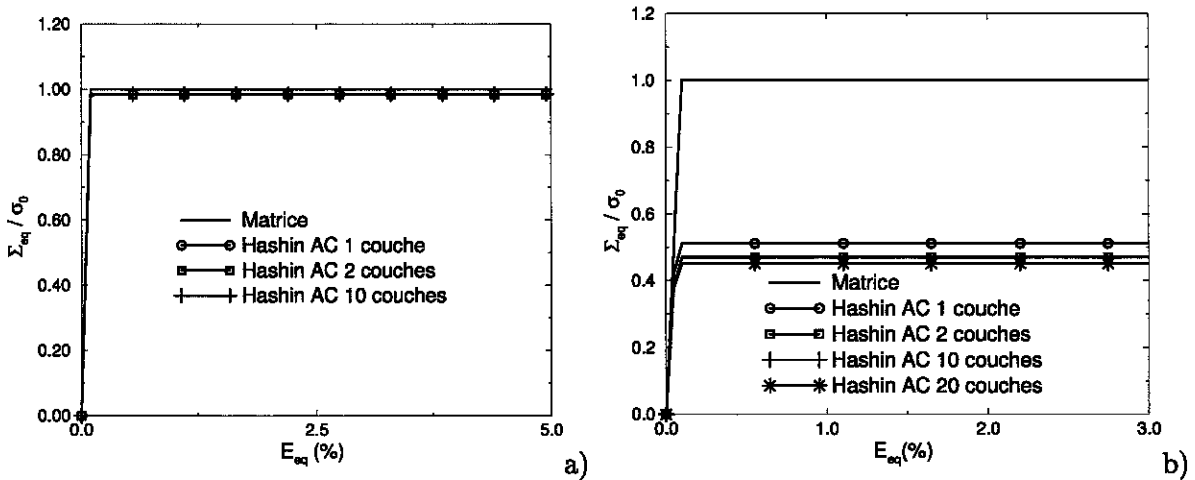 1.20
1.00
0.80
0.60
0.40
0.20
0.00
Σeq / σ0
Matrice
Hashin AC 1 couche
Hashin AC 2 couches
Hashin AC 10 couches
0.0
2.5
5.0
Eeq (%)
a)
1.2
1.0
0.8
0.6
0.4
0.2
0.0
Σeq / σ0
Matrice
Hashin AC 1 couche
Hashin AC 2 couches
Hashin AC 10 couches
Hashin AC 20 couches
0.0
1.0
2.0
3.0
Eeq(%)
b)